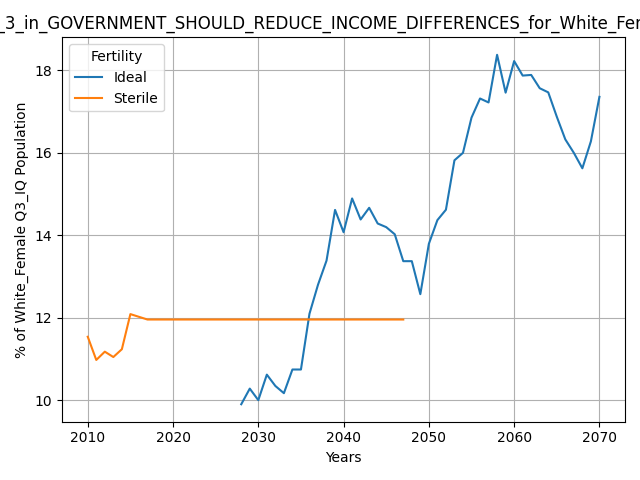 _3_in_GOVERNMENT_SHOULD_REDUCE_INCOME_DIFFERENCES_for_White_Fe
Fertility
Ideal
Sterile
% of White_Female Q3_IQ Population
18
16
14
12
10
2010 2020 2030 2040 2050 2060 2070
Years